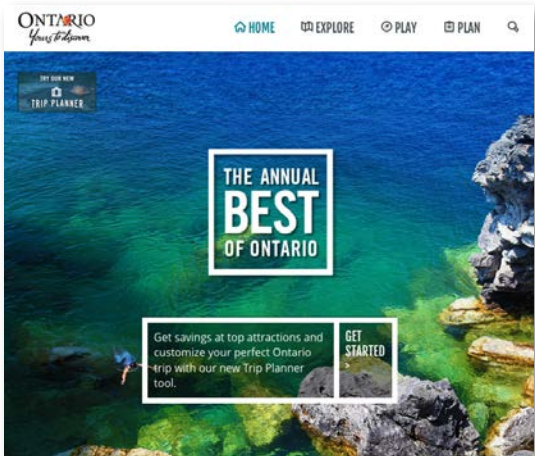 ONTARIO
Yours to discover
HOME
EXPLORE
PLAY
PLAN
TRY OUR NEW
TRIP PLANNER
THE ANNUAL
BEST
OF ONTARIO
Get savings at top attractions and
customize your perfect Ontario
trip with our new Trip Planner
tool.
GET
STARTED
>